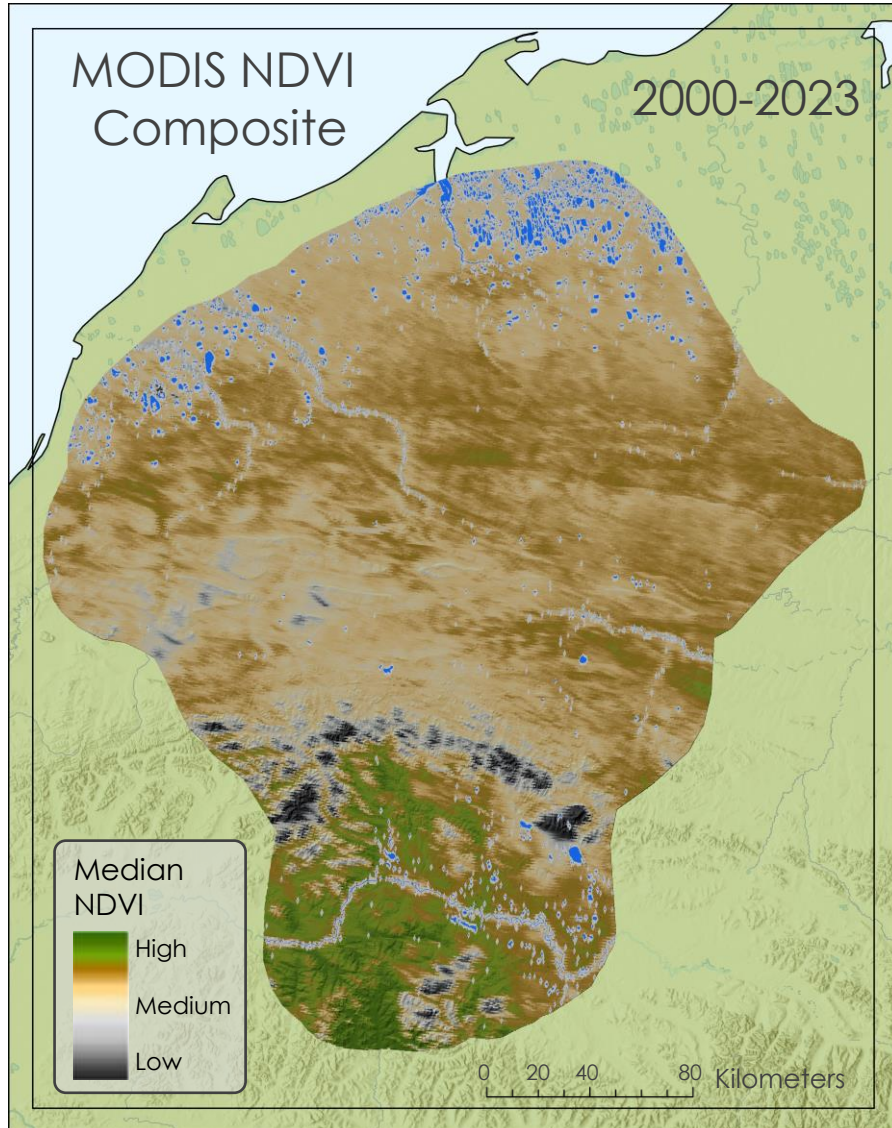 MODIS NDVI
Composite
2000-2023
Median
NDVI
High
Medium
Low
0 20 40 80 Kilometers